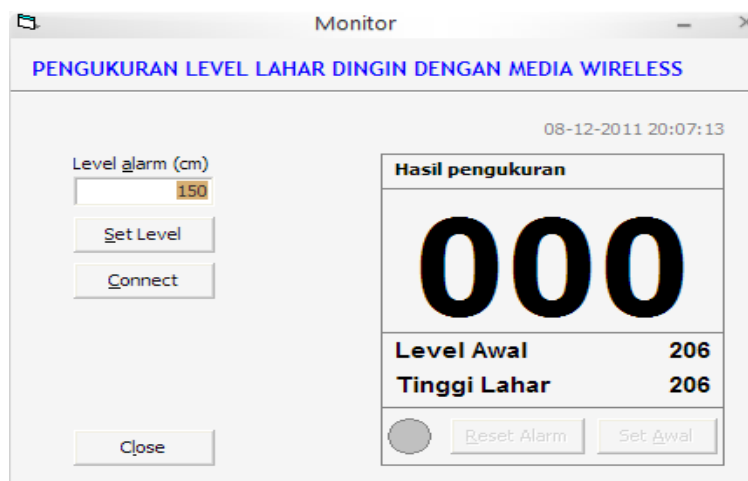 Monitor
PENGUKURAN LEVEL LAHAR DINGIN DENGAN MEDIA WIRELESS
08-12-2011 20:07:13
Level alarm (cm)
150
Set Level
Connect
Close
Hasil pengukuran
000
Level Awal 206
Tinggi Lahar 206
Reset Alarm Set Awal